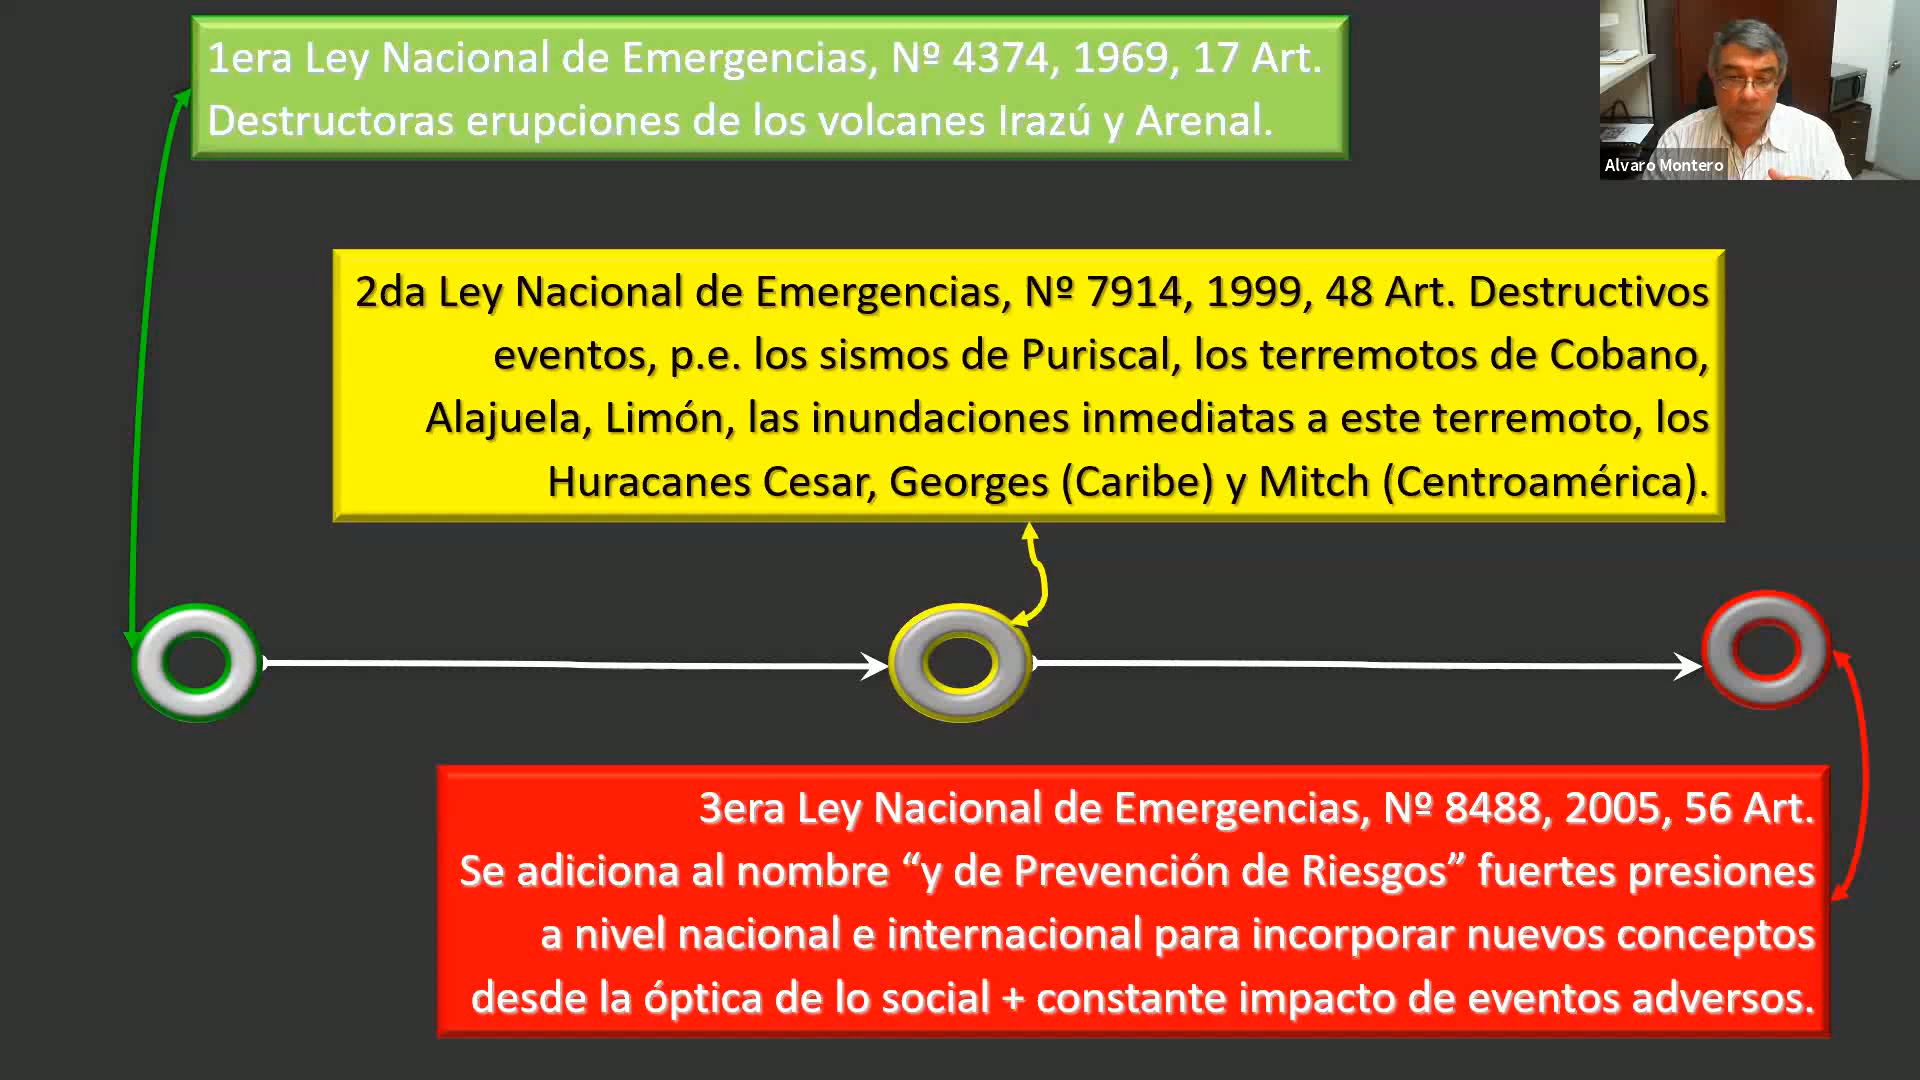 1era Ley Nacional de Emergencias, Nº 4374, 1969, 17 Art.
Destructoras erupciones de los volcanes Irazú y Arenal.
Alvaro Montero
2da Ley Nacional de Emergencias, Nº 7914, 1999, 48 Art. Destructivos
eventos, p.e. los sismos de Puriscal, los terremotos de Cobano,
Alajuela, Limón, las inundaciones inmediatas a este terremoto, los
Huracanes Cesar, Georges (Caribe) y Mitch (Centroamérica).
3era Ley Nacional de Emergencias, Nº 8488, 2005, 56 Art.
Se adiciona al nombre “y de Prevención de Riesgos” fuertes presiones
a nivel nacional e internacional para incorporar nuevos conceptos
desde la óptica de lo social + constante impacto de eventos adversos.